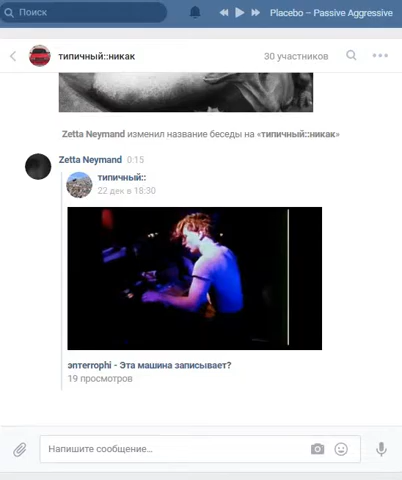 Поиск
Placebo – Passive Aggressive
типичный::никак
30 участников
Zetta Neymand изменил название беседы на «типичный::никак»
Zetta Neymand 0:15
типичный::
22 дек в 18:30
эnterrophi - Эта машина записывает?
19 просмотров
Напишите сообщение...